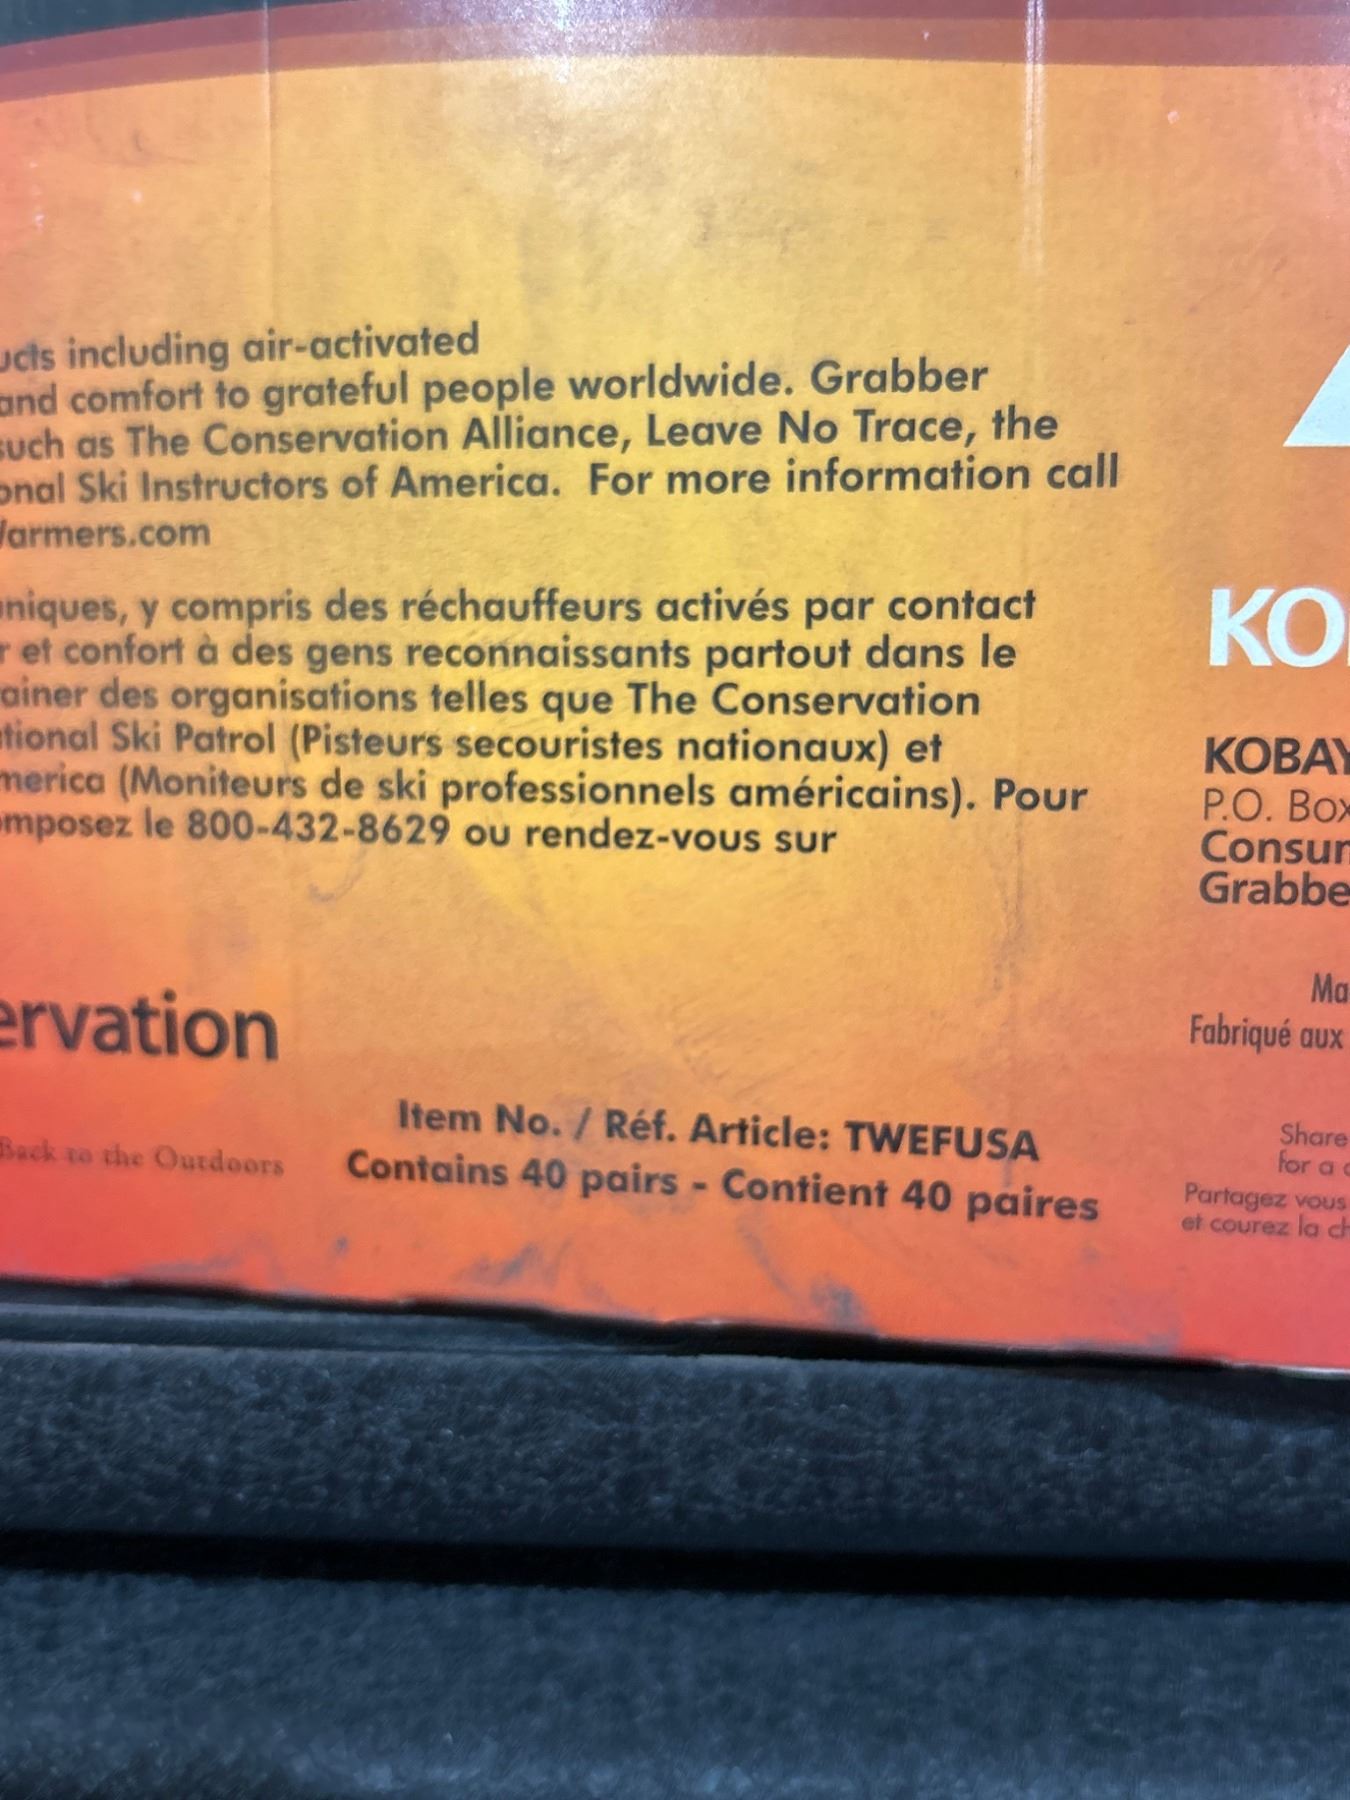 including air-activated
and comfort to grateful people worldwide. Grabber
such as The Conservation Alliance, Leave No Trace, the
Ski Instructors of America. For more information call
armers.com
niques, y compris des réchauffeurs activés par contact
r et confort à des gens reconnaissants partout dans le
ainer des organisations telles que The Conservation
tional Ski Patrol (Pisteurs secouristes nationaux) et
merica (Moniteurs de ski professionnels américains). Pour
mposez le 800-432-8629 ou rendez-vous sur
ervation
Back to the Outdoors
Item No. / Réf. Article: TWEFUSA
Contains 40 pairs - Contient 40 paires
KO
KOBAY
P.O. Box
Consum
Grabbe
Ma
Fabriqué aux
Share
for a
Partagez vous
et courez la ch